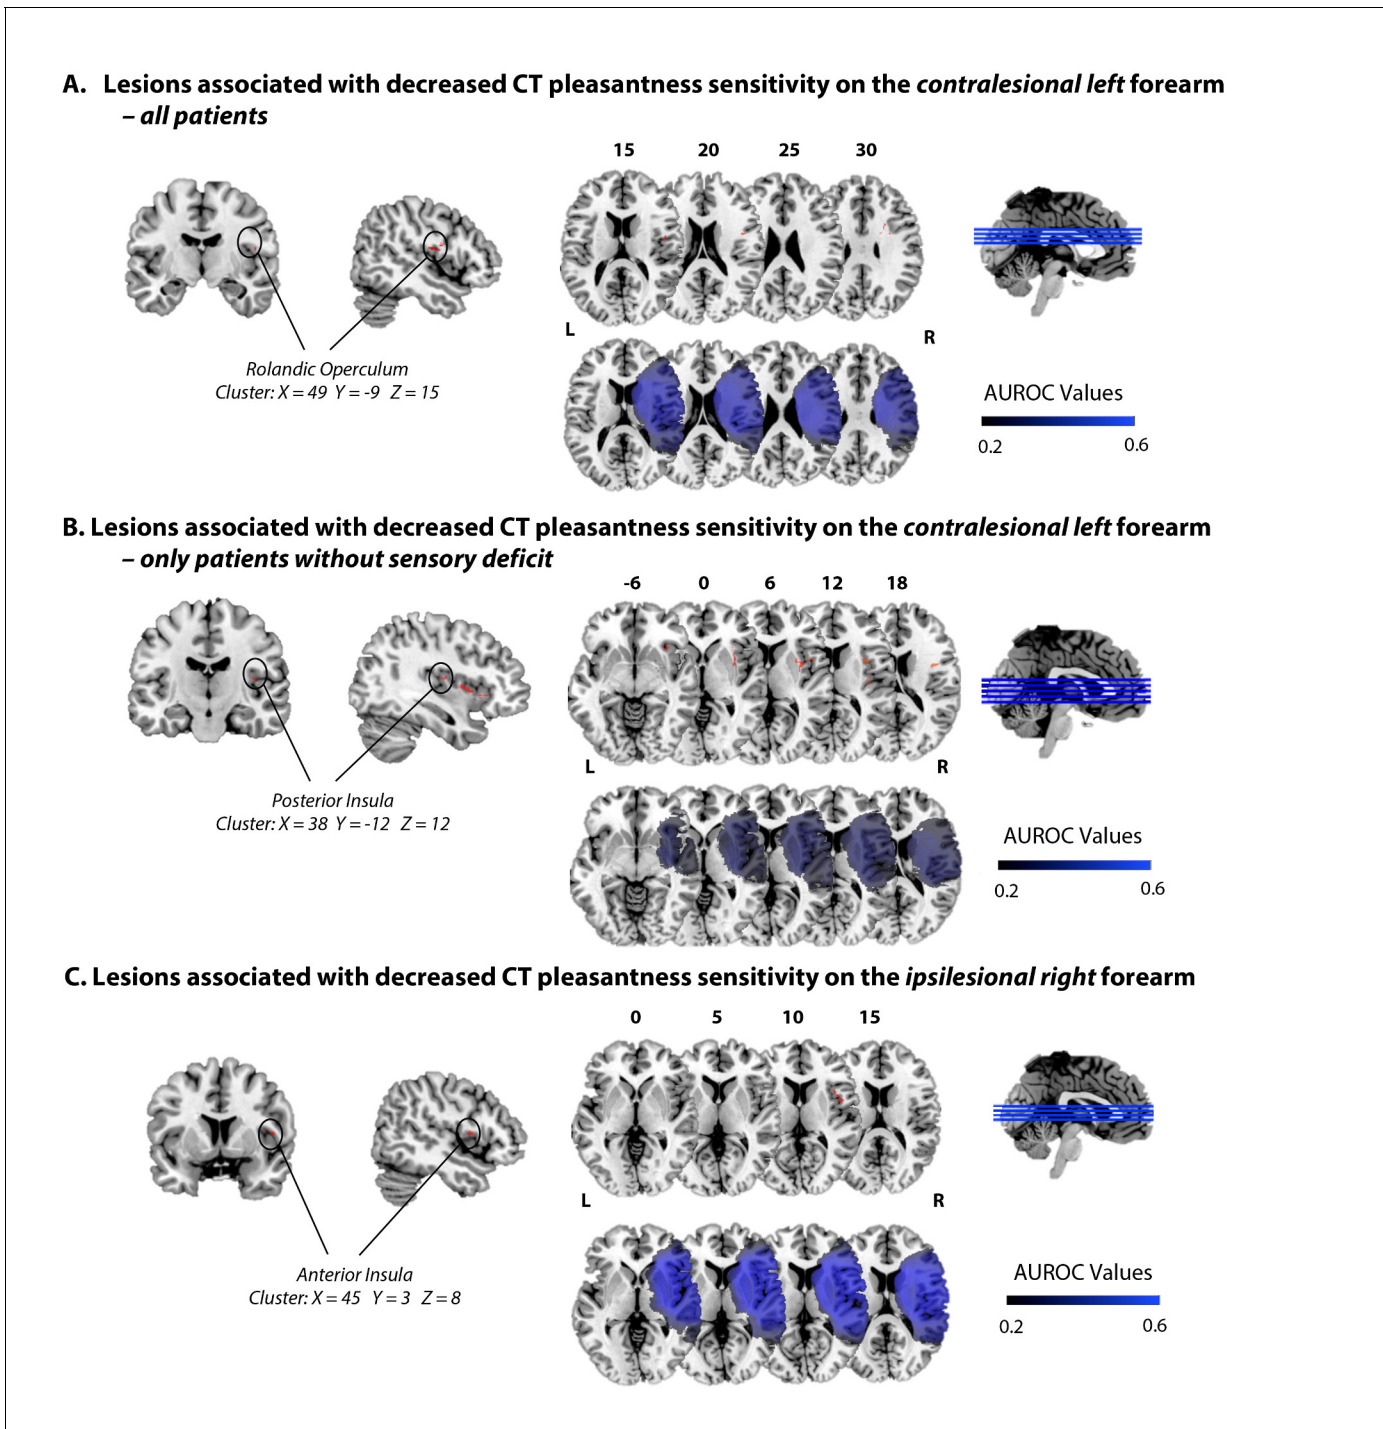 A. Lesions associated with decreased CT pleasantness sensitivity on the contralesional left forearm
– all patients
15 20 25 30
L
R
Rolandic Operculum
Cluster: X = 49 Y = -9 Z = 15
AUROC Values
0.2 0.6
B. Lesions associated with decreased CT pleasantness sensitivity on the contralesional left forearm
– only patients without sensory deficit
-6 0 6 12 18
L R
Posterior Insula
Cluster: X = 38 Y = -12 Z = 12
AUROC Values
0.2 0.6
C. Lesions associated with decreased CT pleasantness sensitivity on the ipsilesional right forearm
0 5 10 15
L R
Anterior Insula
Cluster: X = 45 Y = 3 Z = 8
AUROC Values
0.2 0.6